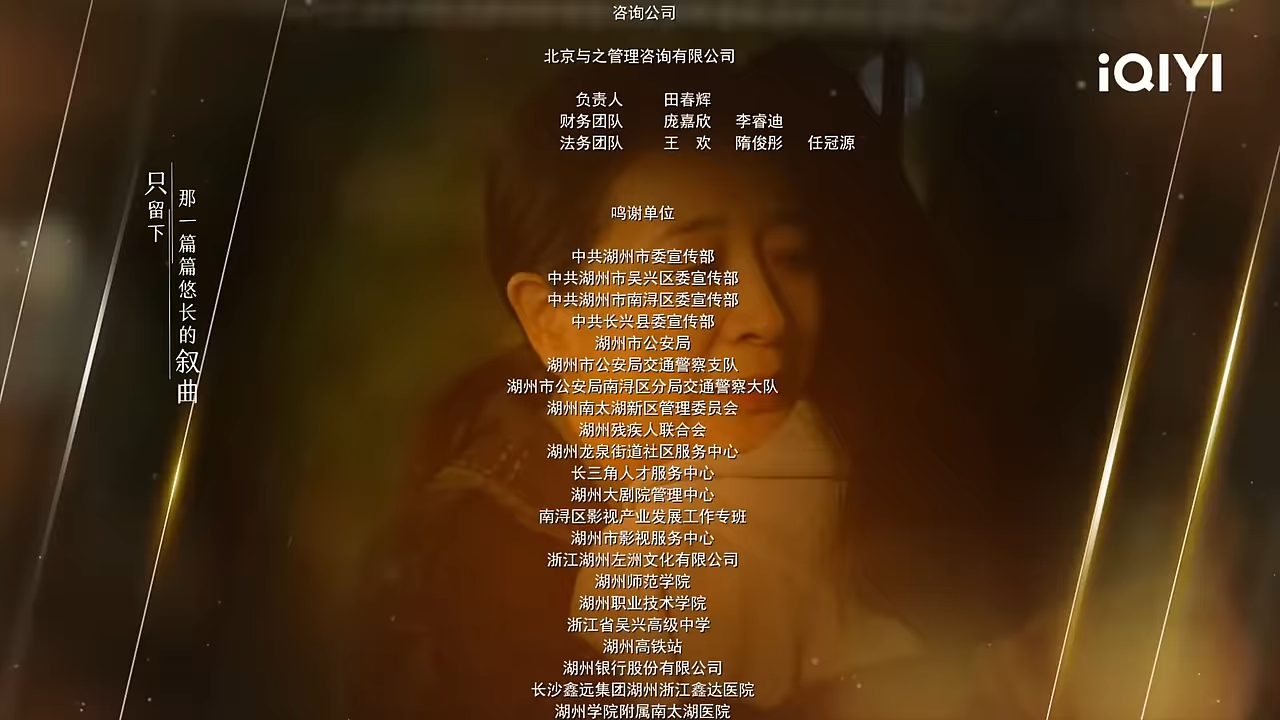 咨询公司
北京与之管理咨询有限公司
iQIYI
负责人 田春辉
财务团队 庞嘉欣 李睿迪
法务团队 王 欢 隋俊彤 任冠源
只留下
那一篇篇悠长的叙曲
鸣谢单位
中共湖州市委宣传部
中共湖州市吴兴区委宣传部
中共湖州市南浔区委宣传部
中共长兴县委宣传部
湖州市公安局
湖州市公安局交通警察支队
湖州市公安局南浔区分局交通警察大队
湖州南太湖新区管理委员会
湖州残疾人联合会
湖州龙泉街道社区服务中心
长三角人才服务中心
湖州大剧院管理中心
南浔区影视产业发展工作专班
湖州市影视服务中心
浙江湖州左洲文化有限公司
湖州师范学院
湖州职业技术学院
浙江省吴兴高级中学
湖州高铁站
湖州银行股份有限公司
长沙鑫远集团湖州浙江鑫达医院
湖州学院附属南太湖医院